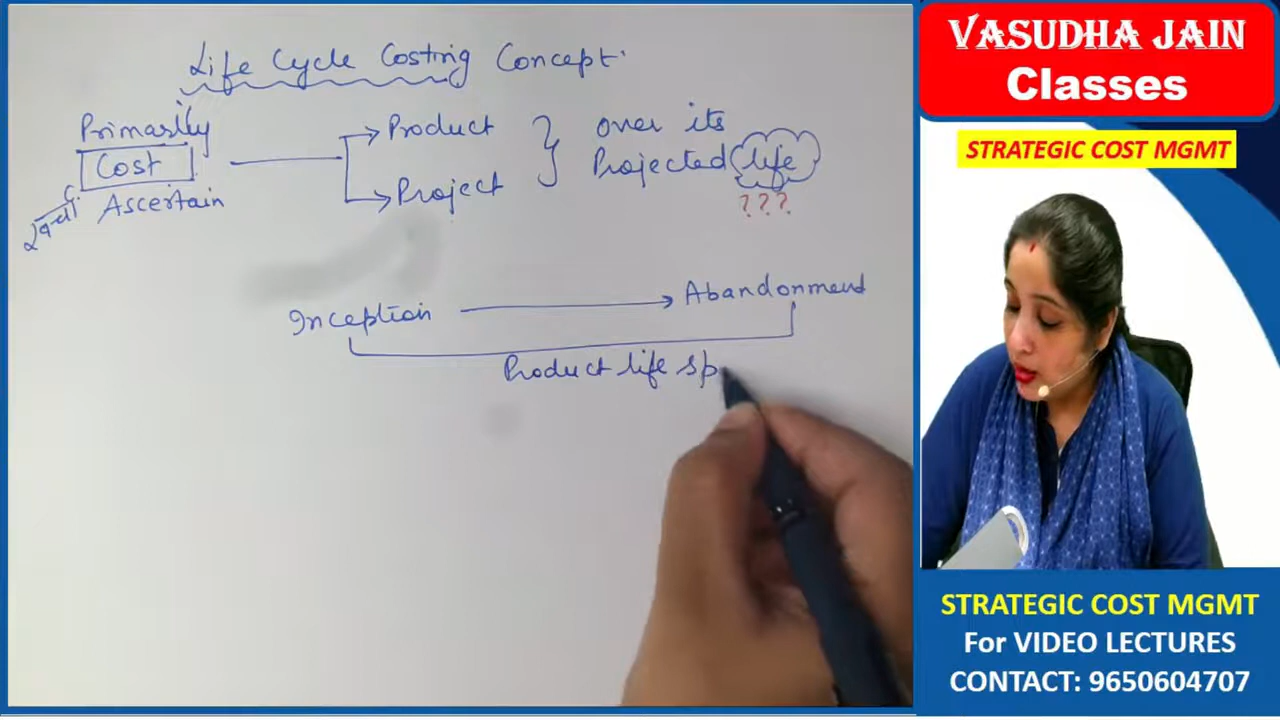 Life Cycle Costing Concept
Primarily
Cost
Ascertain
Product
Project
over its
Projected life
???
Inception
Abandonment
Product life sp
VASUDHA JAIN
Classes
STRATEGIC COST MGMT
STRATEGIC COST MGMT
For VIDEO LECTURES
CONTACT: 9650604707